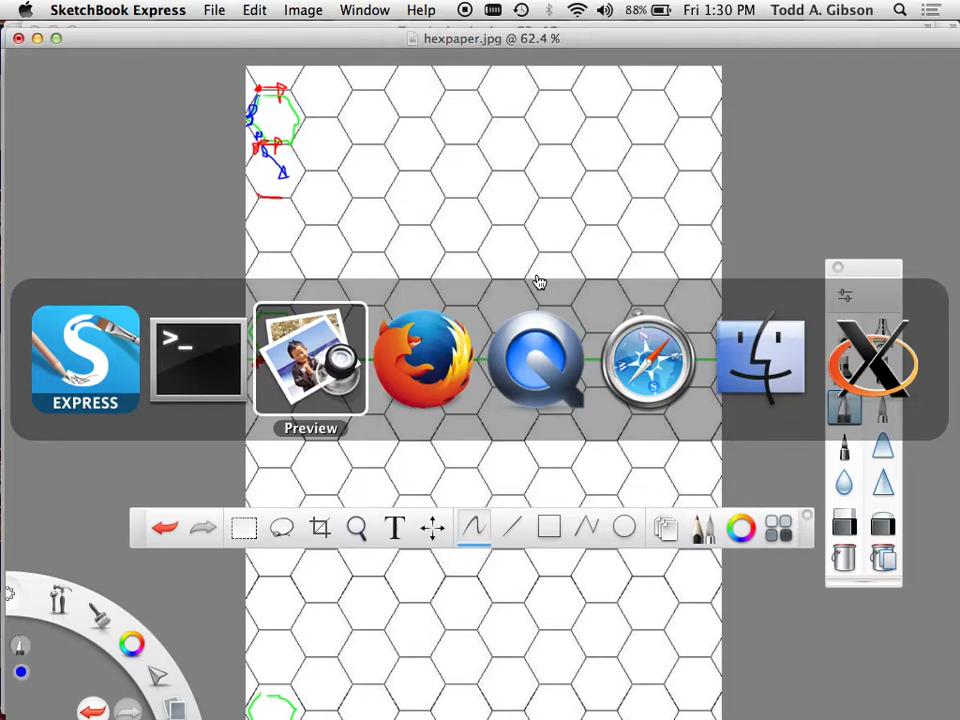 SketchBook Express File Edit Image Window Help 88% Fri 1:30 PM Todd A. Gibson
hexpaper.jpg @ 62.4 %
>_
EXPRESS
Preview
T